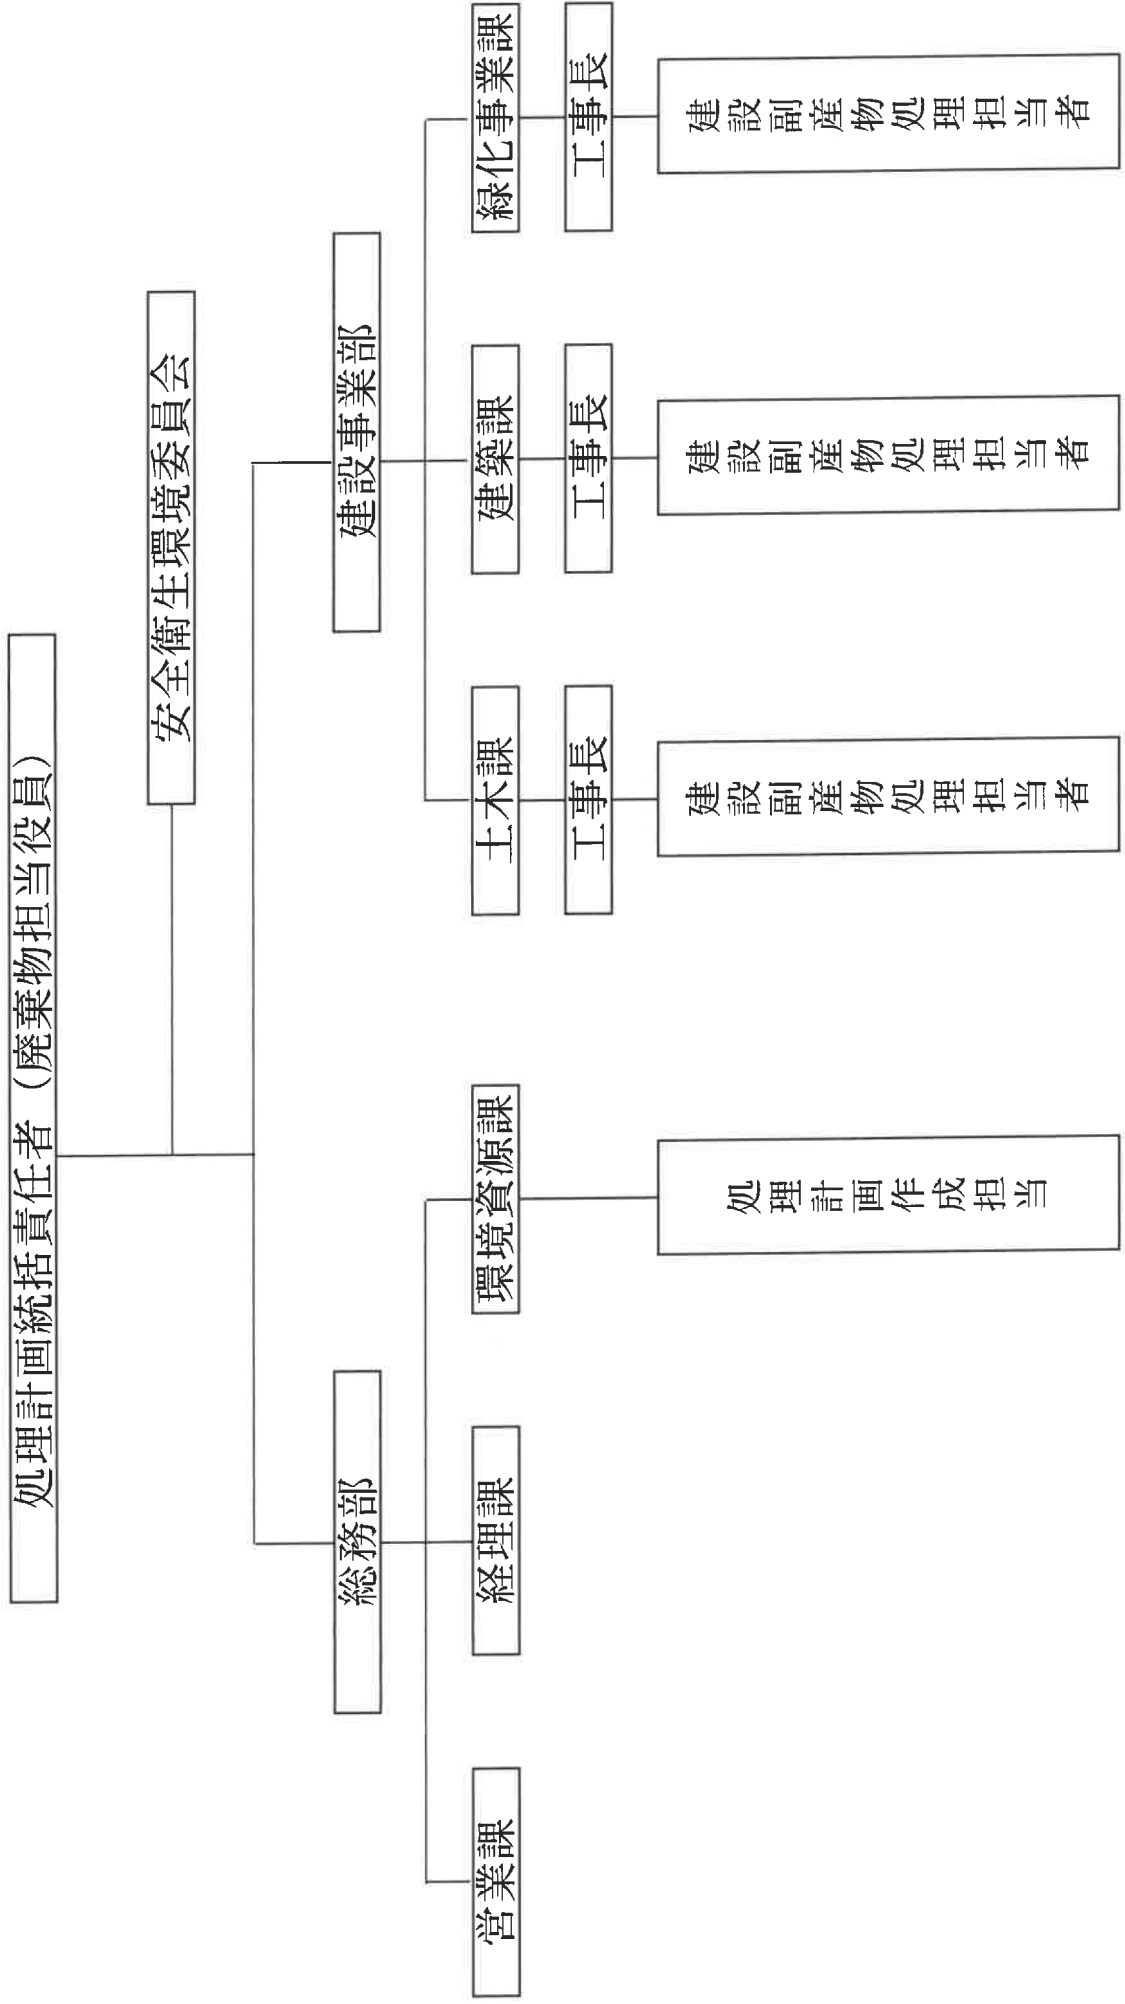 処理計画統括責任者（廃棄物担当役員）
安全衛生環境委員会
総務部
建設事業部
営業課
経理課
環境資源課
土木課
建築課
緑化事業課
工事長
工事長
工事長
処理計画作成担当
建設副産物処理担当者
建設副産物処理担当者
建設副産物処理担当者